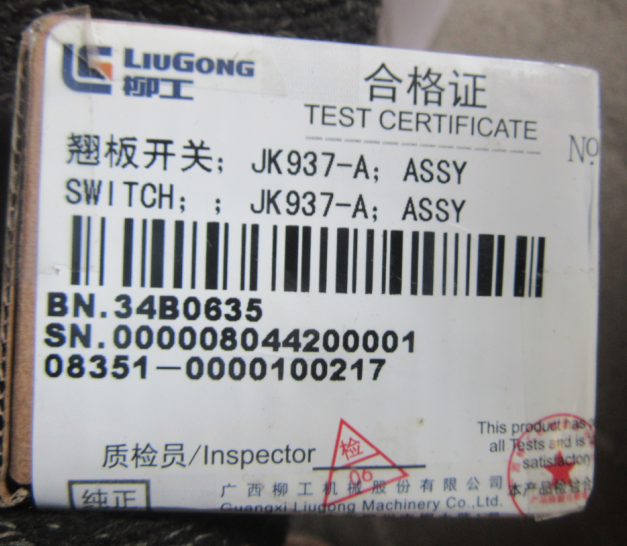 LIUGONG
柳工
合格证
TEST CERTIFICATE
No
翘板开关; JK937-A; ASSY
SWITCH; ; JK937-A; ASSY
BN.34B0635
SN.000008044200001
08351-0000100217
This product has
all Tests and is
satisfactory
质检员/Inspector
检
06
本产品检验合
纯正
广西柳工机械股份有限公司
Guangxi Liugong Machinery Co.,Ltd.